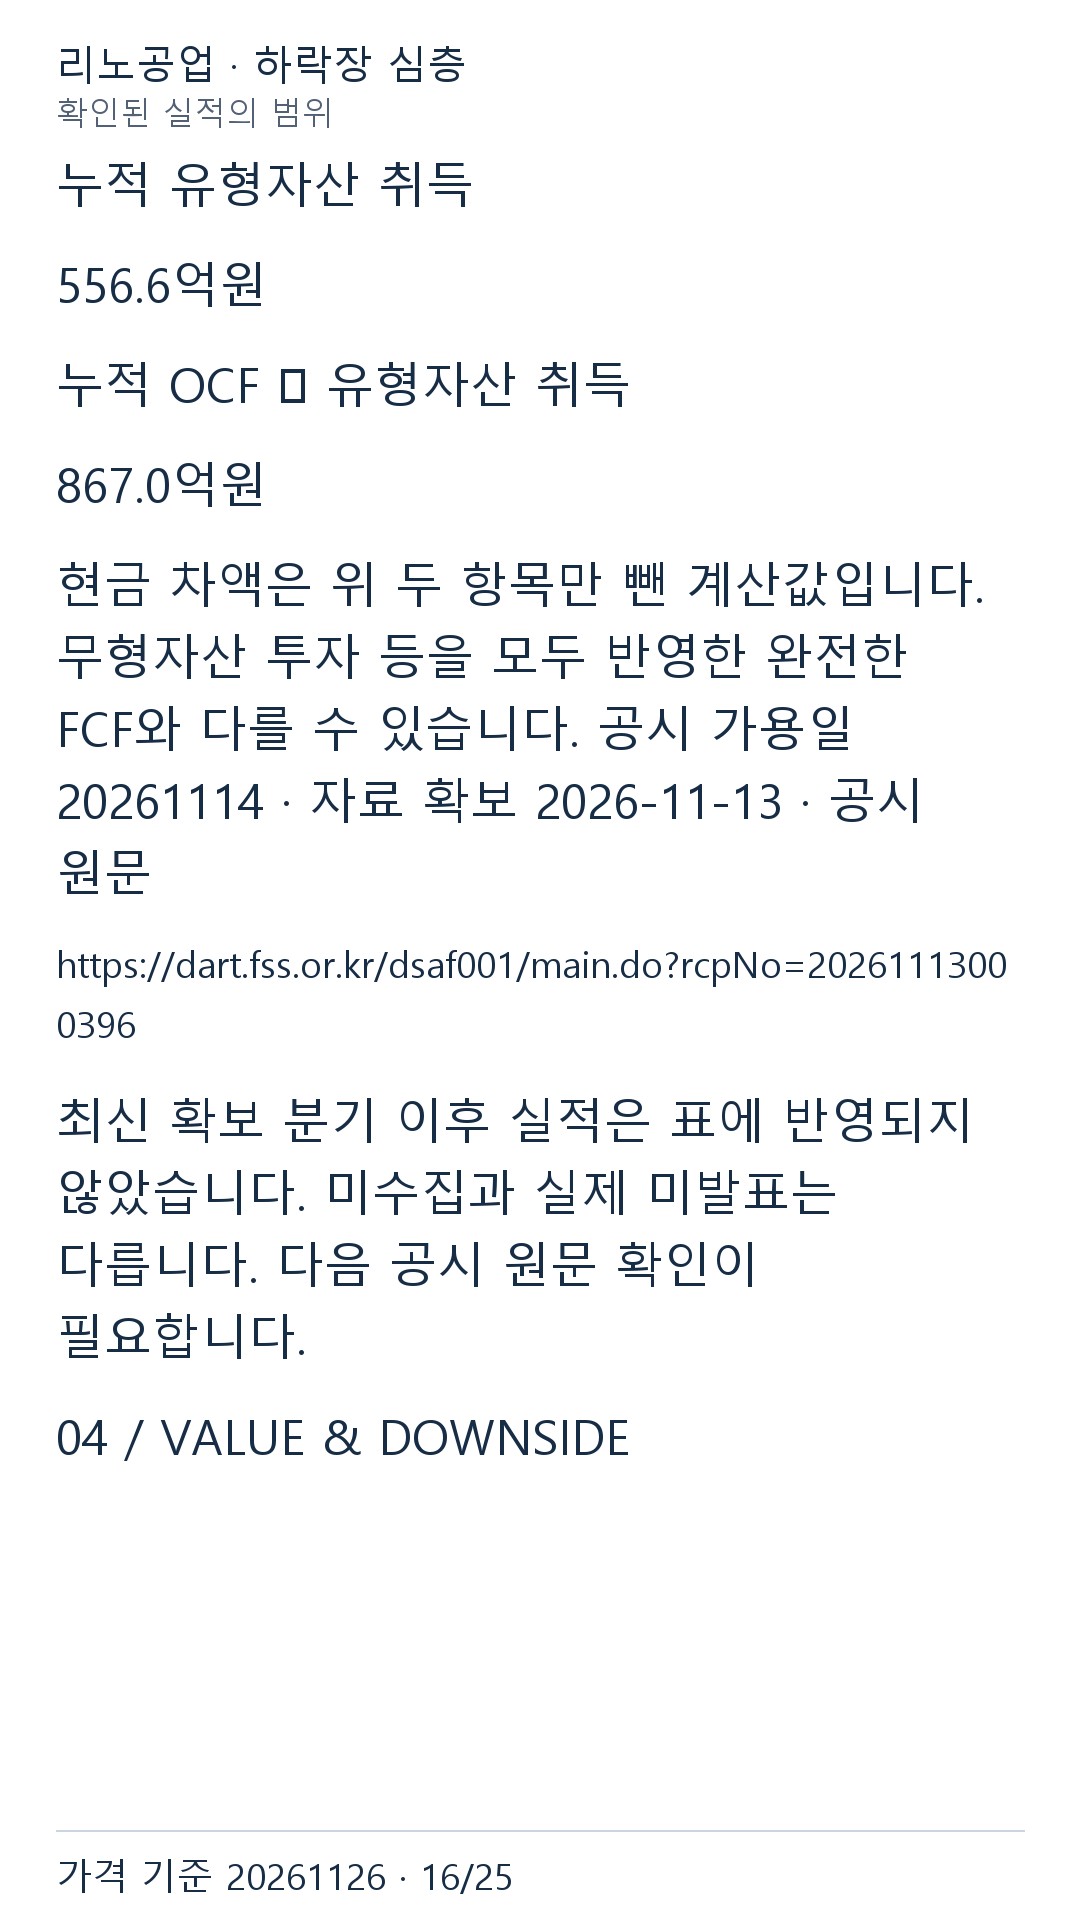 리노공업 · 하락장 심층
확인된 실적의 범위
누적 유형자산 취득
556.6억원
누적 OCF ▯ 유형자산 취득
867.0억원
현금 차액은 위 두 항목만 뺀 계산값입니다.
무형자산 투자 등을 모두 반영한 완전한
FCF와 다를 수 있습니다. 공시 가용일
20261114 · 자료 확보 2026-11-13 · 공시
원문
https://dart.fss.or.kr/dsaf001/main.do?rcpNo=2026111300
0396
최신 확보 분기 이후 실적은 표에 반영되지
않았습니다. 미수집과 실제 미발표는
다릅니다. 다음 공시 원문 확인이
필요합니다.
04 / VALUE & DOWNSIDE
가격 기준 20261126 · 16/25